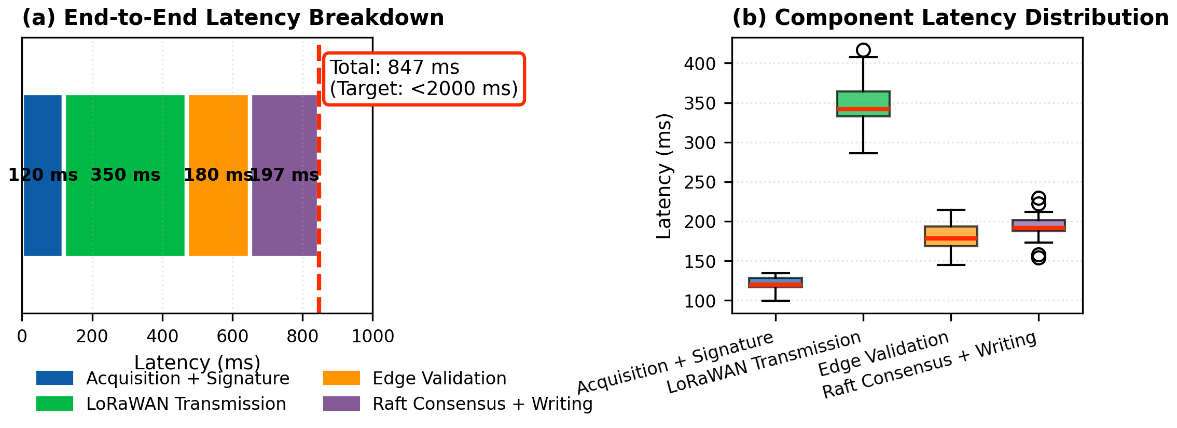 (a) End-to-End Latency Breakdown
Total: 847 ms
(Target: <2000 ms)
120 ms 350 ms 180 ms 197 ms
0 200 400 600 800 1000
Latency (ms)
Acquisition + Signature
LoRaWAN Transmission
Edge Validation
Raft Consensus + Writing
(b) Component Latency Distribution
Latency (ms)
400
350
300
250
200
150
100
Acquisition + Signature
LoRaWAN Transmission
Edge Validation
Raft Consensus + Writing